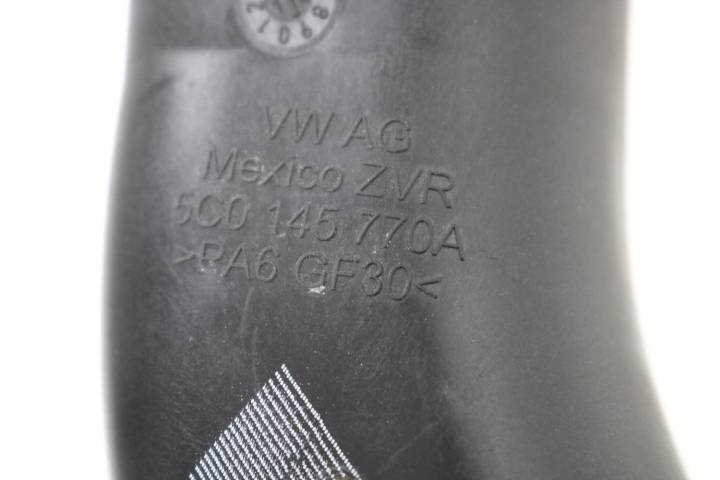 VW AG
Mexico ZVR
5C0 145 770A
>PA6 GF30<